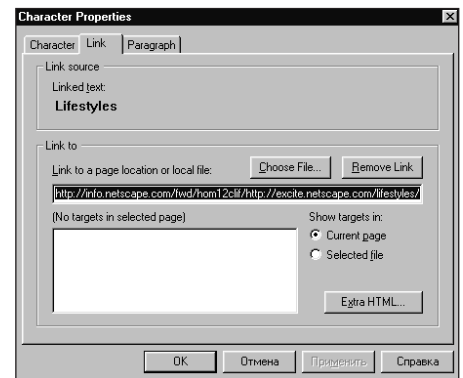 Character Properties
Character Link Paragraph
Link source
Linked text:
Lifestyles
Link to
Link to a page location or local file: Choose File... Remove Link
http://info.netscape.com/fwd/hom12clif/http://excite.netscape.com/lifestyles/
(No targets in selected page) Show targets in:
Current page
Selected file
Extra HTML...
OK Отмена Применить Справка